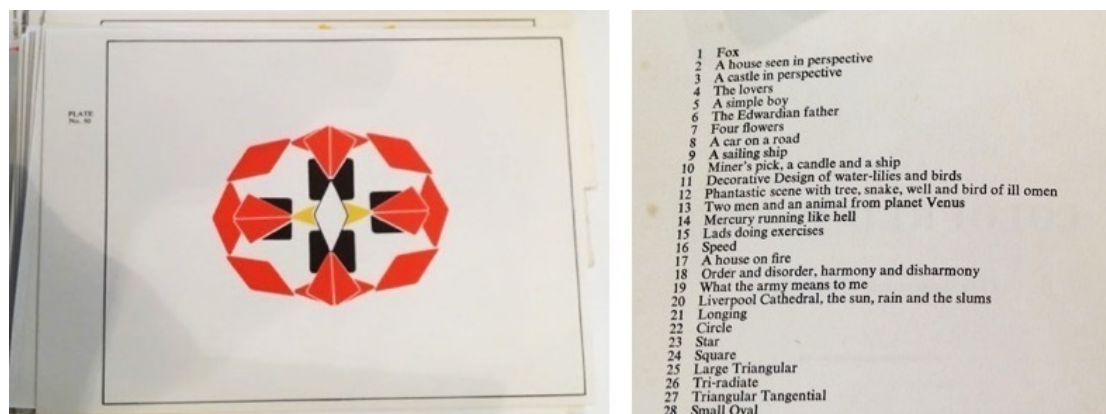 PLATE
1 Fox
2 A house seen in perspective
3 A castle in perspective
4 The lovers
5 A simple boy
6 The Edwardian father
7 Four flowers
8 A car on a road
9 A sailing ship
10 Miner's pick, a candle and a ship
11 Decorative Design of water-lilies and birds
12 Phantastic scene with tree, snake, well and bird of ill omen
13 Two men and an animal from planet Venus
14 Mercury running like hell
15 Lads doing exercises
16 Speed
17 A house on fire
18 Order and disorder, harmony and disharmony
19 What the army means to me
20 Liverpool Cathedral, the sun, rain and the slums
21 Longing
22 Circle
23 Star
24 Square
25 Large Triangular
26 Tri-radiate
27 Triangular Tangential
28 Small Oval